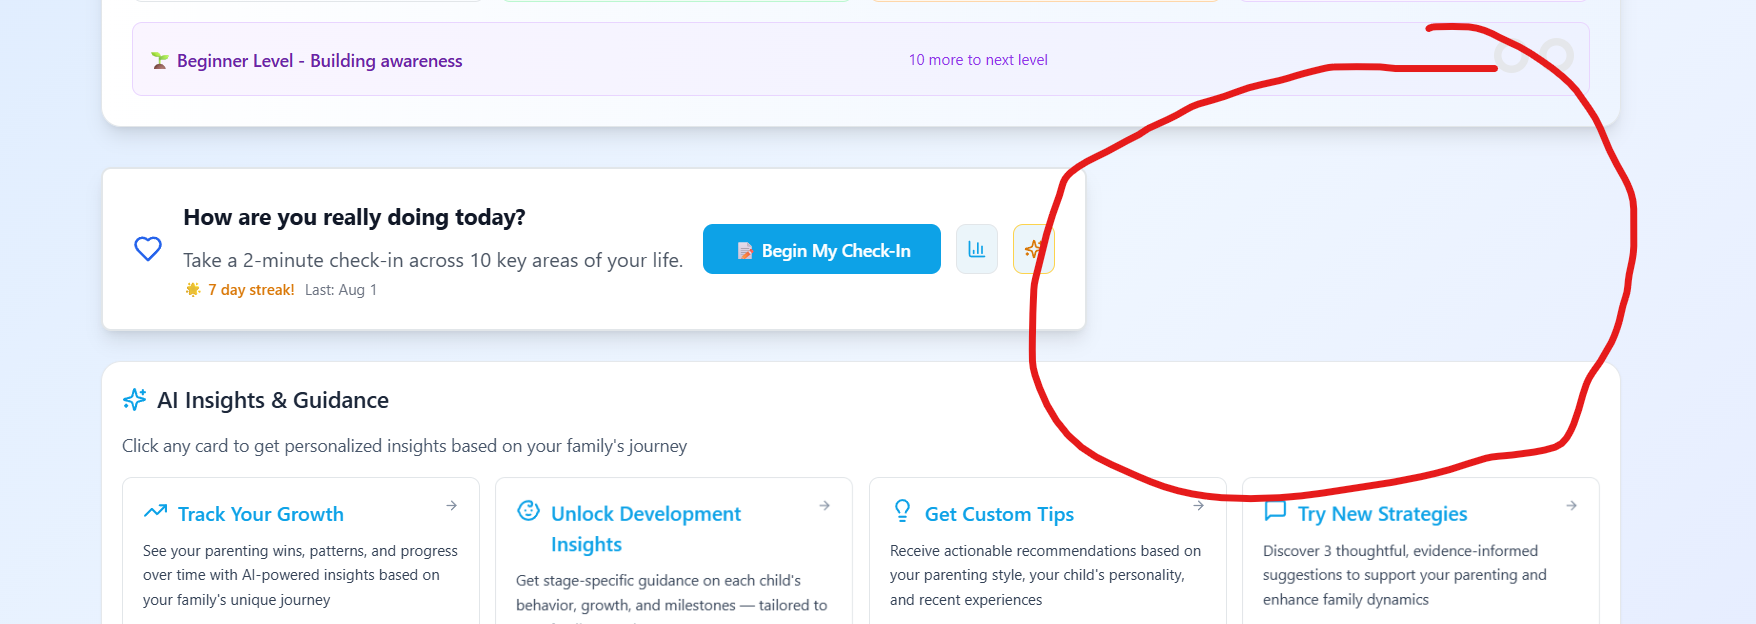 Beginner Level - Building awareness
10 more to next level
How are you really doing today?
Take a 2-minute check-in across 10 key areas of your life.
7 day streak! Last: Aug 1
Begin My Check-In
AI Insights & Guidance
Click any card to get personalized insights based on your family's journey
Track Your Growth
See your parenting wins, patterns, and progress
over time with AI-powered insights based on
your family's unique journey
Unlock Development
Insights
Get stage-specific guidance on each child's
behavior, growth, and milestones — tailored to
Get Custom Tips
Receive actionable recommendations based on
your parenting style, your child's personality,
and recent experiences
Try New Strategies
Discover 3 thoughtful, evidence-informed
suggestions to support your parenting and
enhance family dynamics